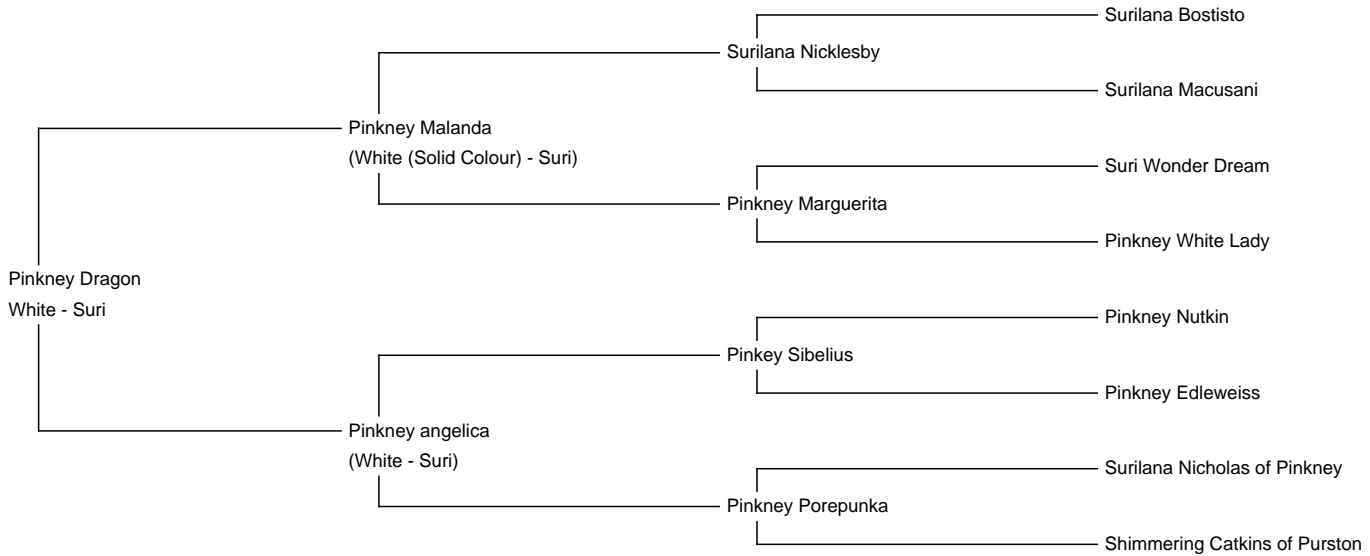 Surilana Bostisto
Surilana Nicklesby
Surilana Macusani
Pinkney Malanda
(White (Solid Colour) - Suri)
Suri Wonder Dream
Pinkney Marguerita
Pinkney White Lady
Pinkney Dragon
White - Suri
Pinkney Nutkin
Pinkey Sibelius
Pinkney Edleweiss
Pinkney angelica
(White - Suri)
Surilana Nicholas of Pinkney
Pinkney Porepunka
Shimmering Catkins of Purston